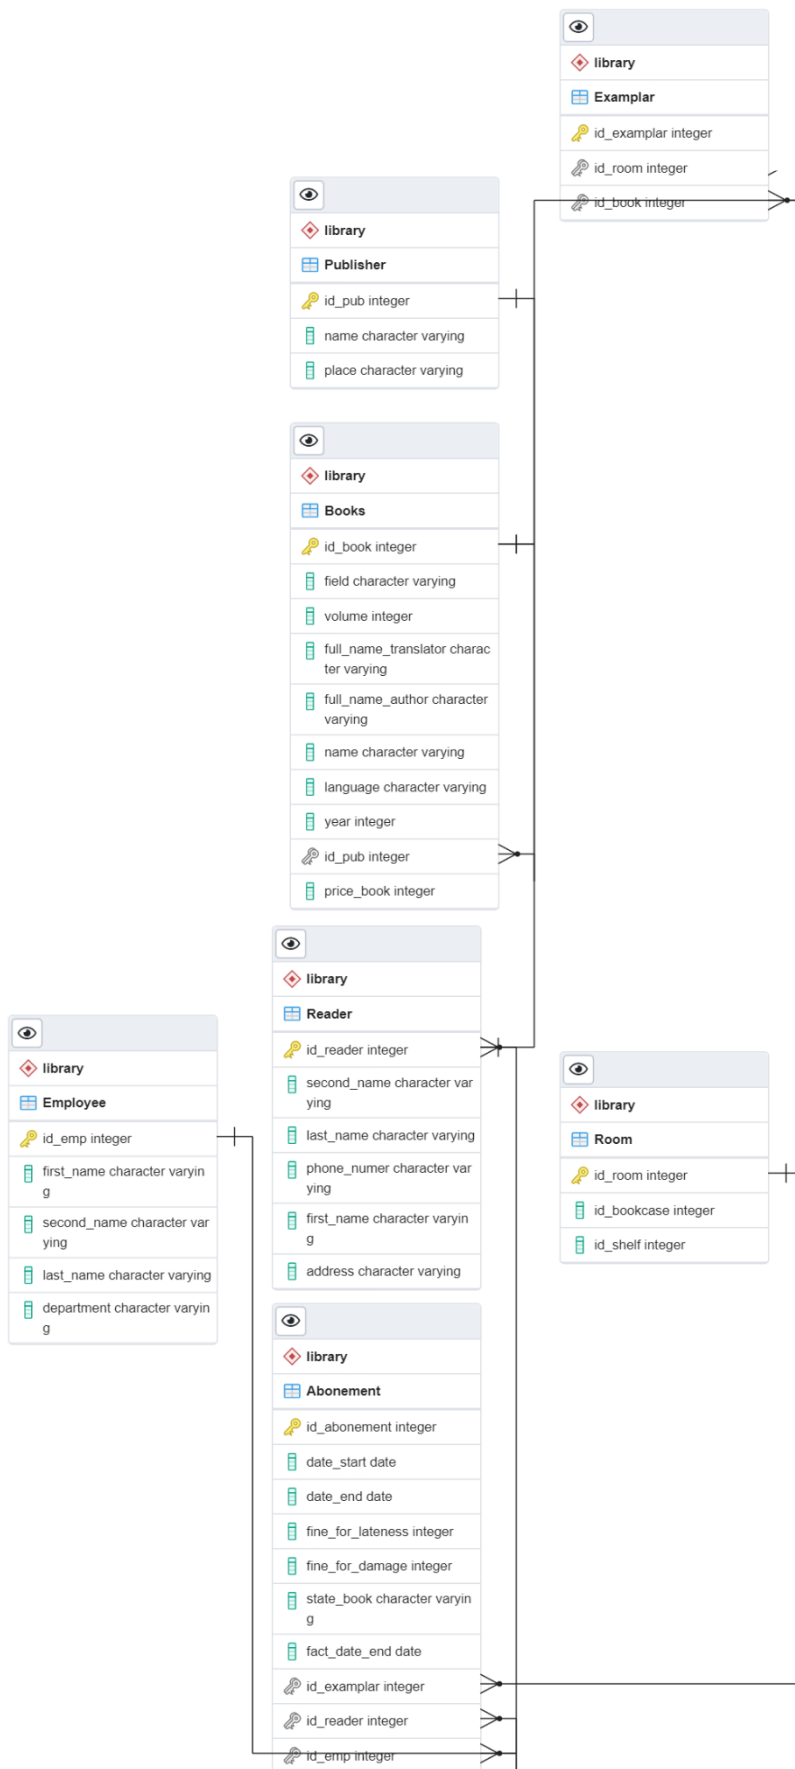 library
Examplar
id_examplar integer
id_room integer
id_book integer
library
Publisher
id_pub integer
name character varying
place character varying
library
Books
id_book integer
field character varying
volume integer
full_name_translator charac
ter varying
full_name_author character
varying
name character varying
language character varying
year integer
id_pub integer
price_book integer
library
Reader
id_reader integer
second_name character var
ying
last_name character varying
phone_numer character var
ying
first_name character varyin
g
address character varying
library
Employee
id_emp integer
first_name character varyin
g
second_name character var
ying
last_name character varying
department character varyin
g
library
Room
id_room integer
id_bookcase integer
id_shelf integer
library
Abonement
id_abonement integer
date_start date
date_end date
fine_for_lateness integer
fine_for_damage integer
state_book character varyin
g
fact_date_end date
id_examplar integer
id_reader integer
id_emp integer